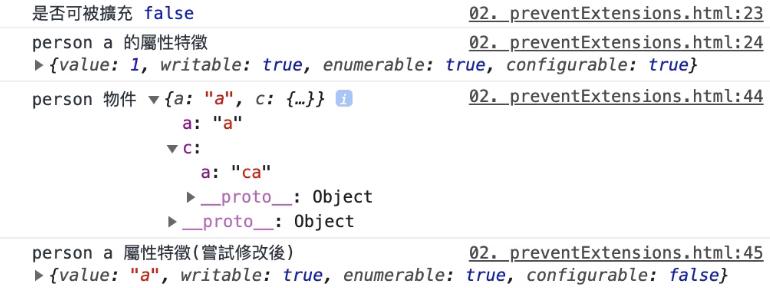 是否可被擴充 false 02. preventExtensions.html:23
person a 的屬性特徵 02. preventExtensions.html:24
▶{value: 1, writable: true, enumerable: true, configurable: true}
person 物件 ▼{a: "a", c: {…}} i 02. preventExtensions.html:44
a: "a"
▼c:
a: "ca"
▶__proto__: Object
▶__proto__: Object
person a 屬性特徵(嘗試修改後) 02. preventExtensions.html:45
▶{value: "a", writable: true, enumerable: true, configurable: false}